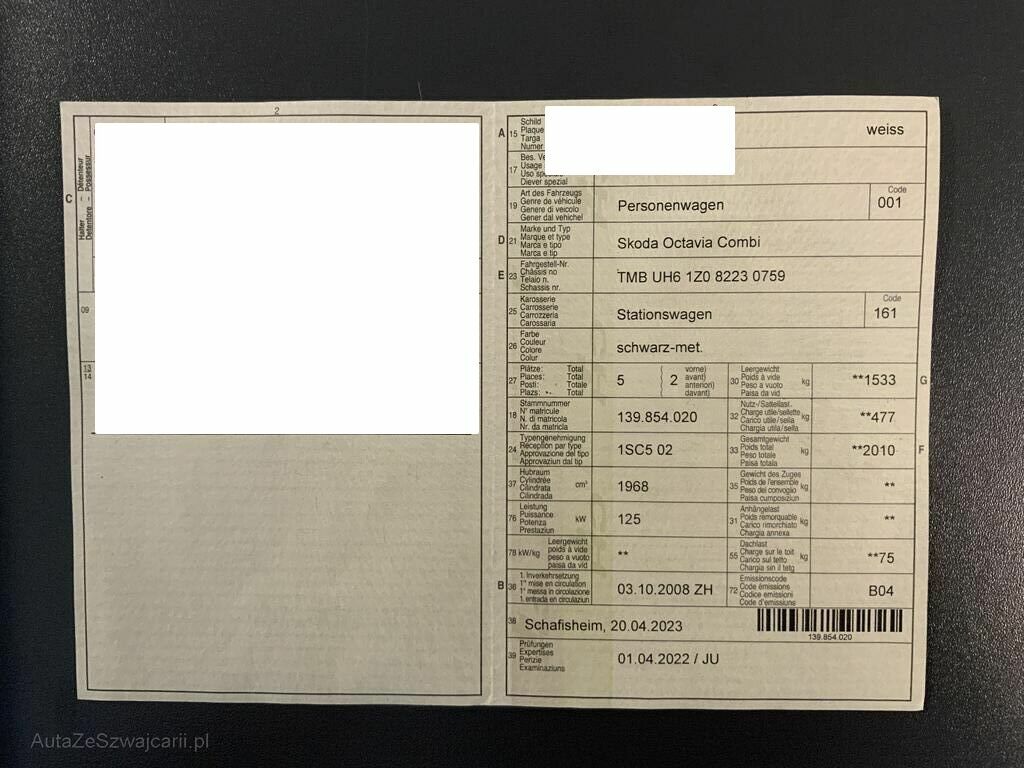 2
C
Halter - Détenteur
Detentore - Possessur
09
13
14
A 15 Schild
Plaque
Targa
Numer
weiss
17 Bes. Ve
Usage
Uso
Diever spezial
19 Art des Fahrzeugs
Genre de véhicule
Genere di veicolo
Gener dal vehichel
Personenwagen
Code
001
D 21 Marke und Typ
Marque et type
Marca e tipo
Marca e tip
Skoda Octavia Combi
E 23 Fahrgestell-Nr.
Châssis no
Telaio n.
Schassis nr.
TMB UH6 1Z0 8223 0759
25 Karosserie
Carrosserie
Carrozzeria
Carossaria
Stationswagen
Code
161
26 Farbe
Couleur
Colore
Colur
schwarz-met.
27 Plätze: Total
Places: Total
Posti: Totale
Plazs: Total
5
2
vorne)
avant)
anteriori)
davant)
30 Leergewicht
Poids à vide
Peso a vuoto
Paisa da vid
kg
**1533
G
18 Stammnummer
N° matricule
N. di matricola
Nr. da matricla
139.854.020
32 Nutz-/Sattellast
Charge utile/sellette
Carico utile/sella
Chargia utila/sella
kg
**477
24 Typengenehmigung
Réception par type
Approvazione del tipo
Approvaziun dal tip
1SC5 02
33 Gesamtgewicht
Poids total
Peso totale
Paisa totala
kg
**2010
F
37 Hubraum
Cylindrée
Cilindrata
Cilindrada
cm³
1968
35 Gewicht des Zuges
Poids de l'ensemble
Peso del convoglio
Paisa cumposiziun
kg
**
76 Leistung
Puissance
Potenza
Prestaziun
kW
125
31 Anhängelast
Poids remorquable
Carico rimorchiato
Chargia annexa
kg
**
78 kW/kg
Leergewicht
poids à vide
peso a vuoto
paisa da vid
**
55 Dachlast
Charge sur le toit
Carico sul tetto
Chargia sin il tetg
kg
**75
B 36 1. Inverkehrsetzung
1re mise en circulation
1a messa in circolazione
1. entrada en circulaziun
03.10.2008 ZH
72 Emissionscode
Code émissions
Codice emissioni
Code d'emissiuns
B04
38 Schafisheim, 20.04.2023
139.854.020
39 Prüfungen
Expertises
Perizie
Examinaziuns
01.04.2022 / JU
AutaZeSzwajcarii.pl